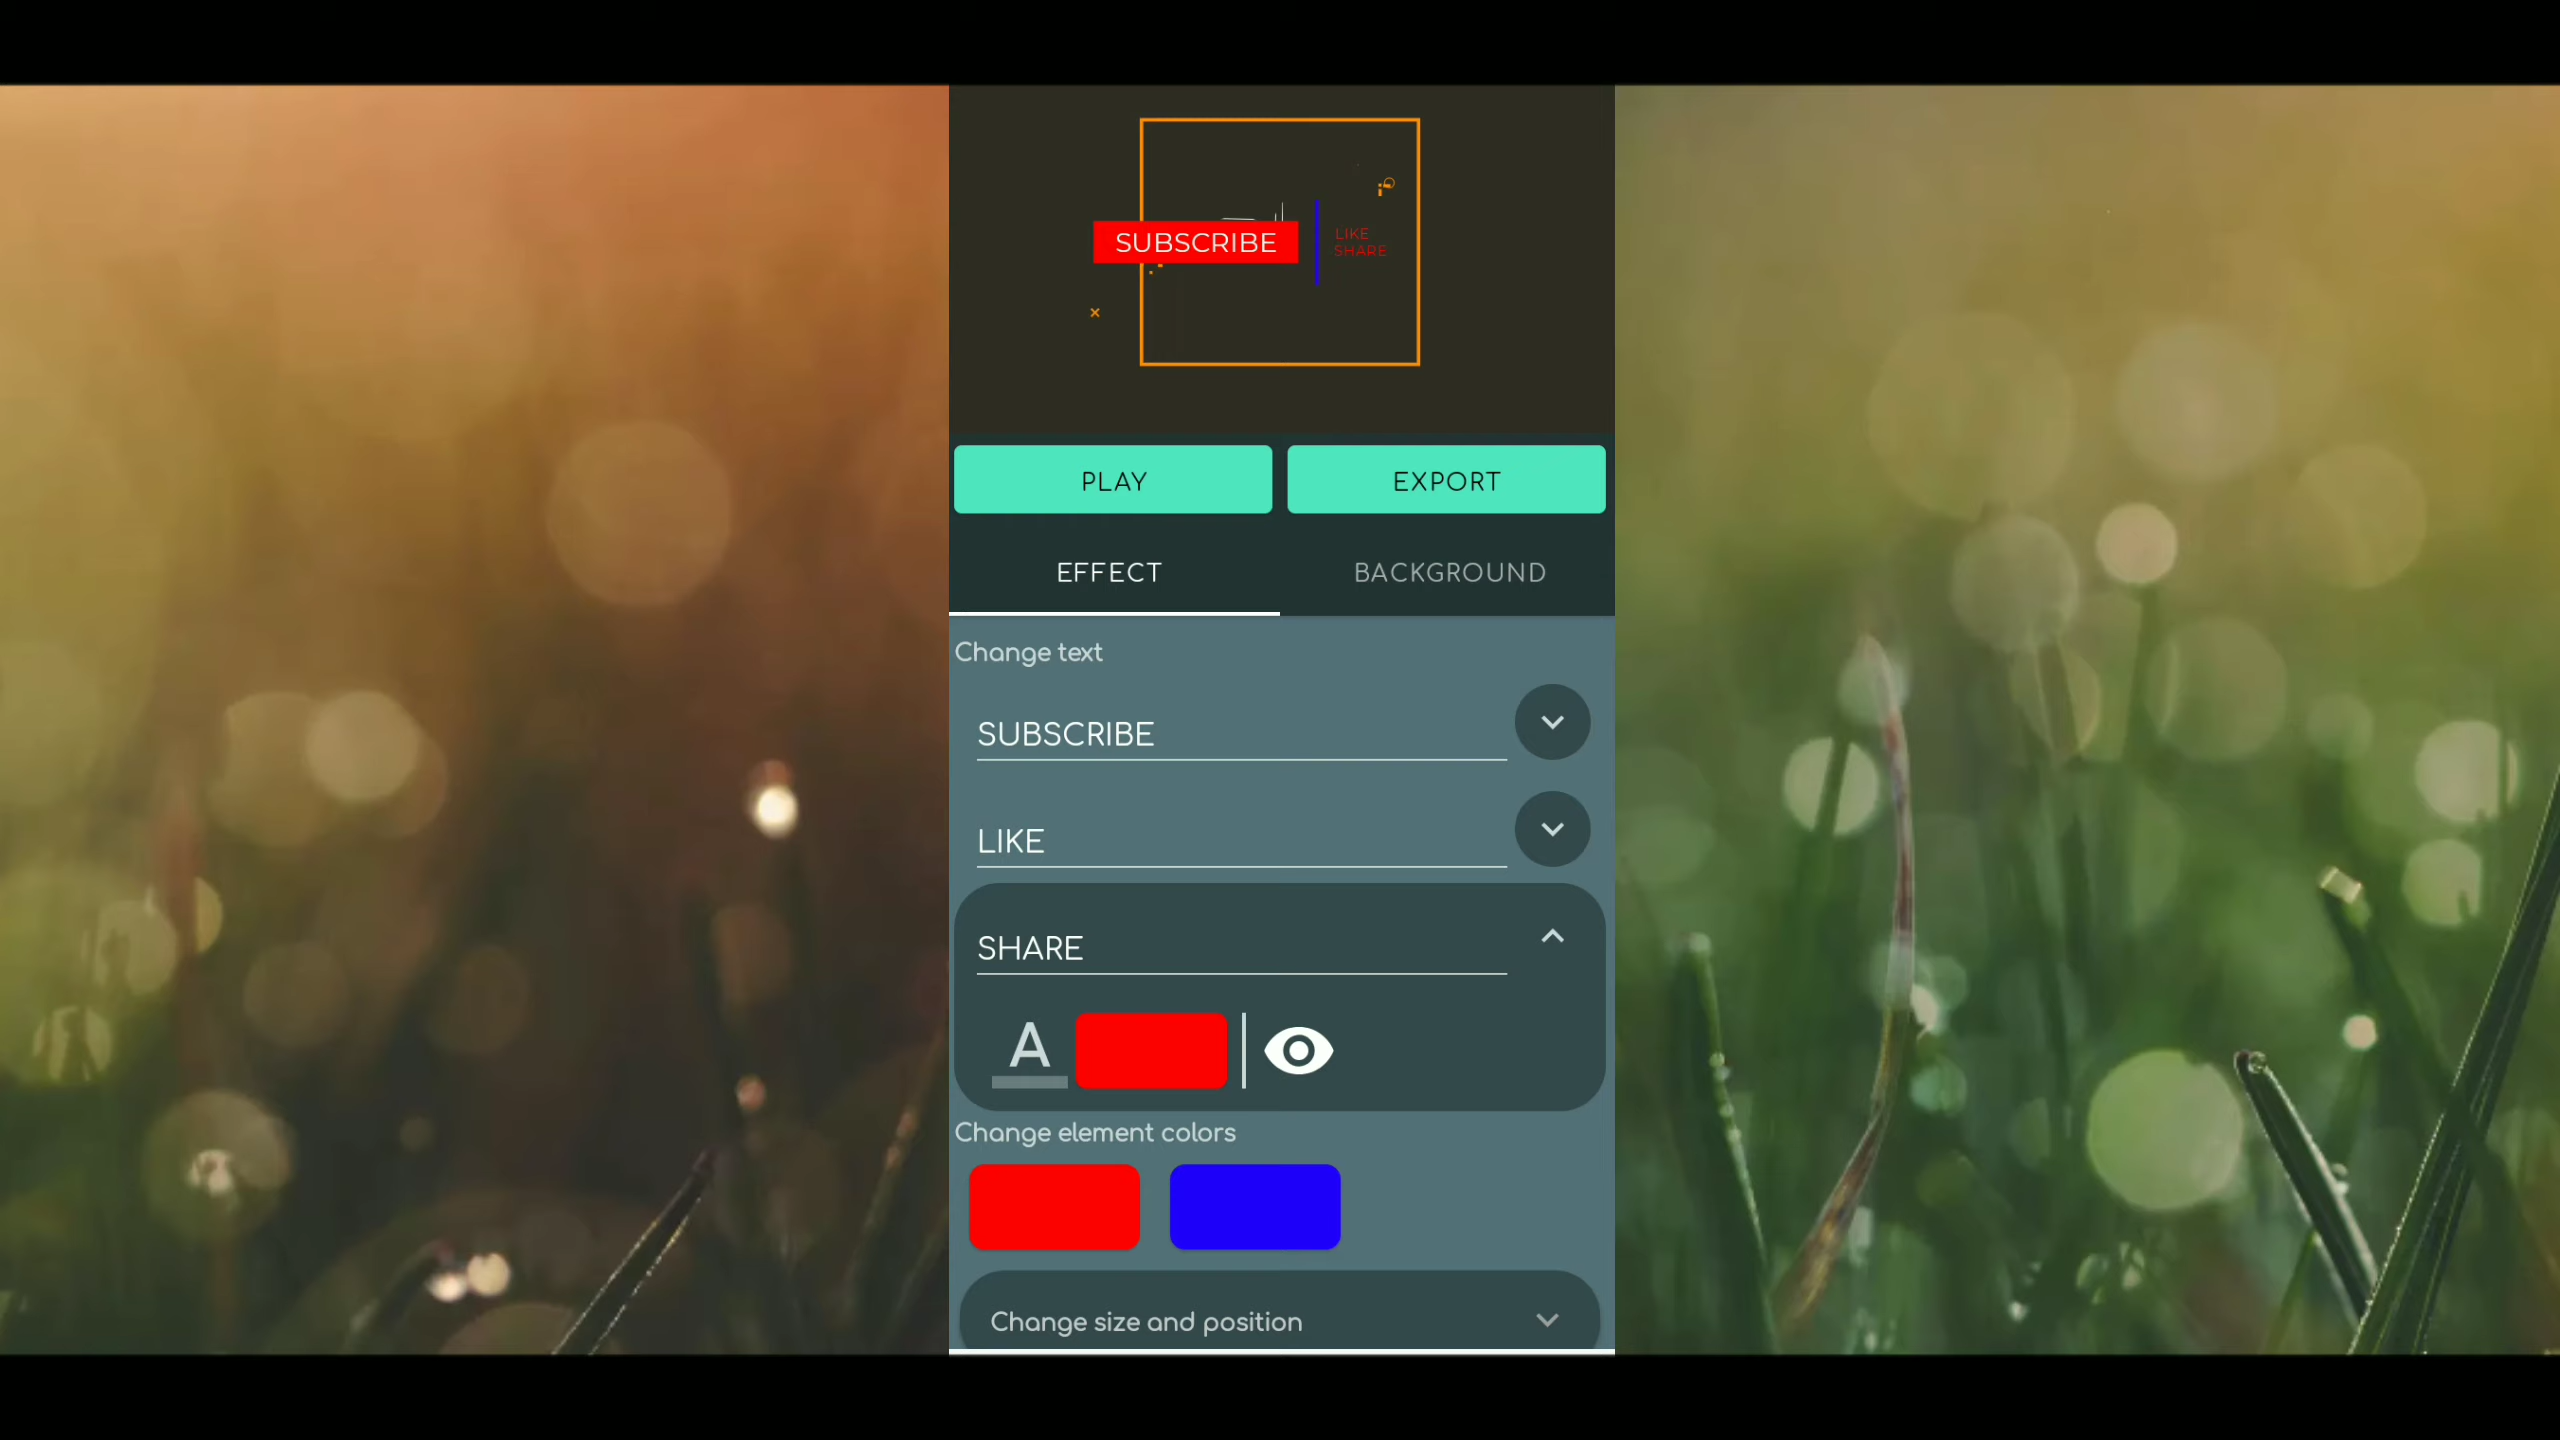 SUBSCRIBE
LIKE
SHARE
PLAY
EXPORT
EFFECT
BACKGROUND
Change text
SUBSCRIBE
LIKE
SHARE
A
Change element colors
Change size and position